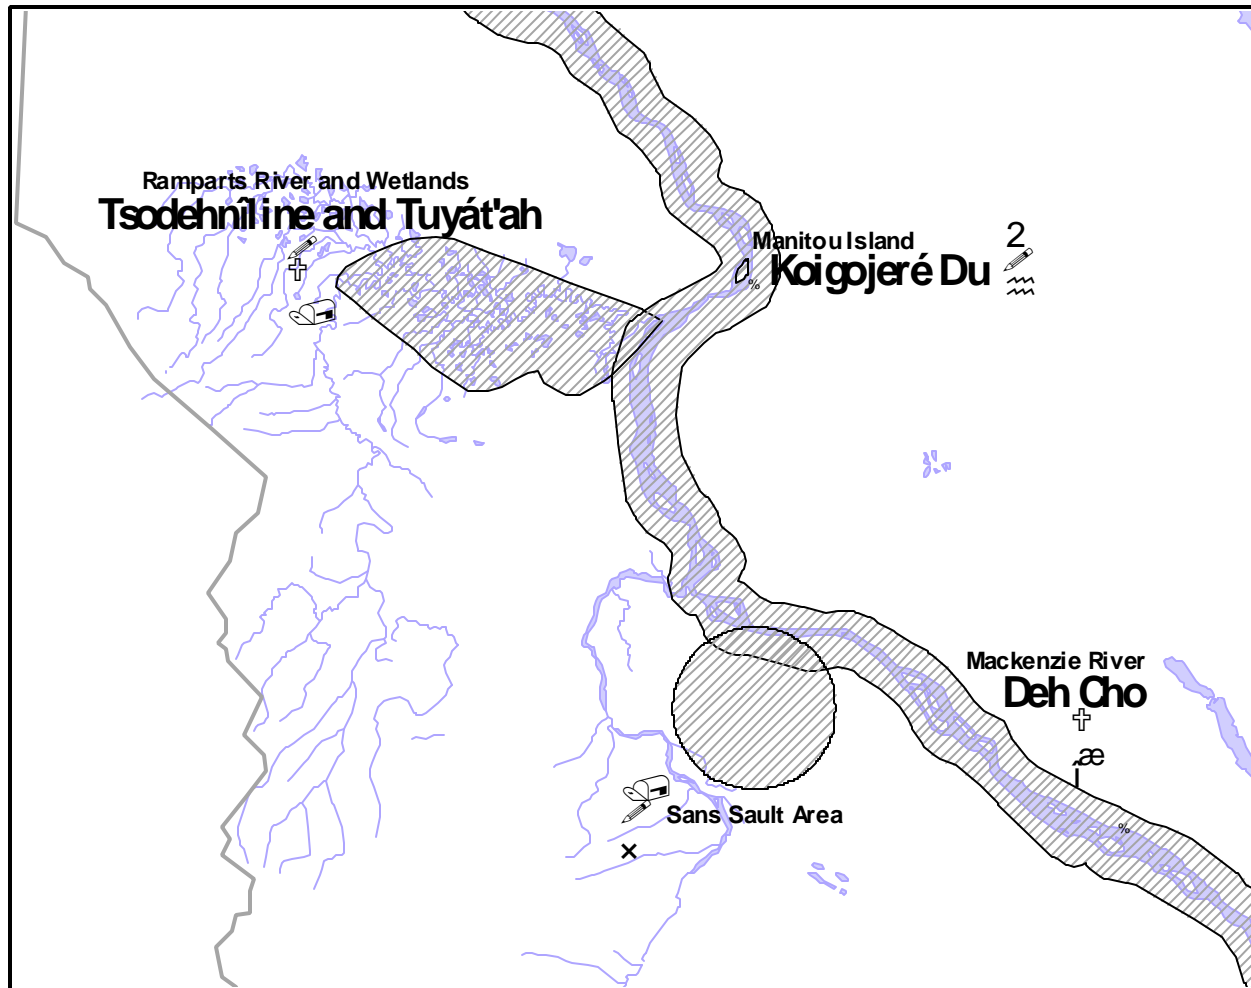 Ramparts River and Wetlands
Tsodehnîline and Tuyát'ah
Manitou Island
Koigojeré Du
2
%
Mackenzie River
Deh Cho
æ
%
Sans Sault Area